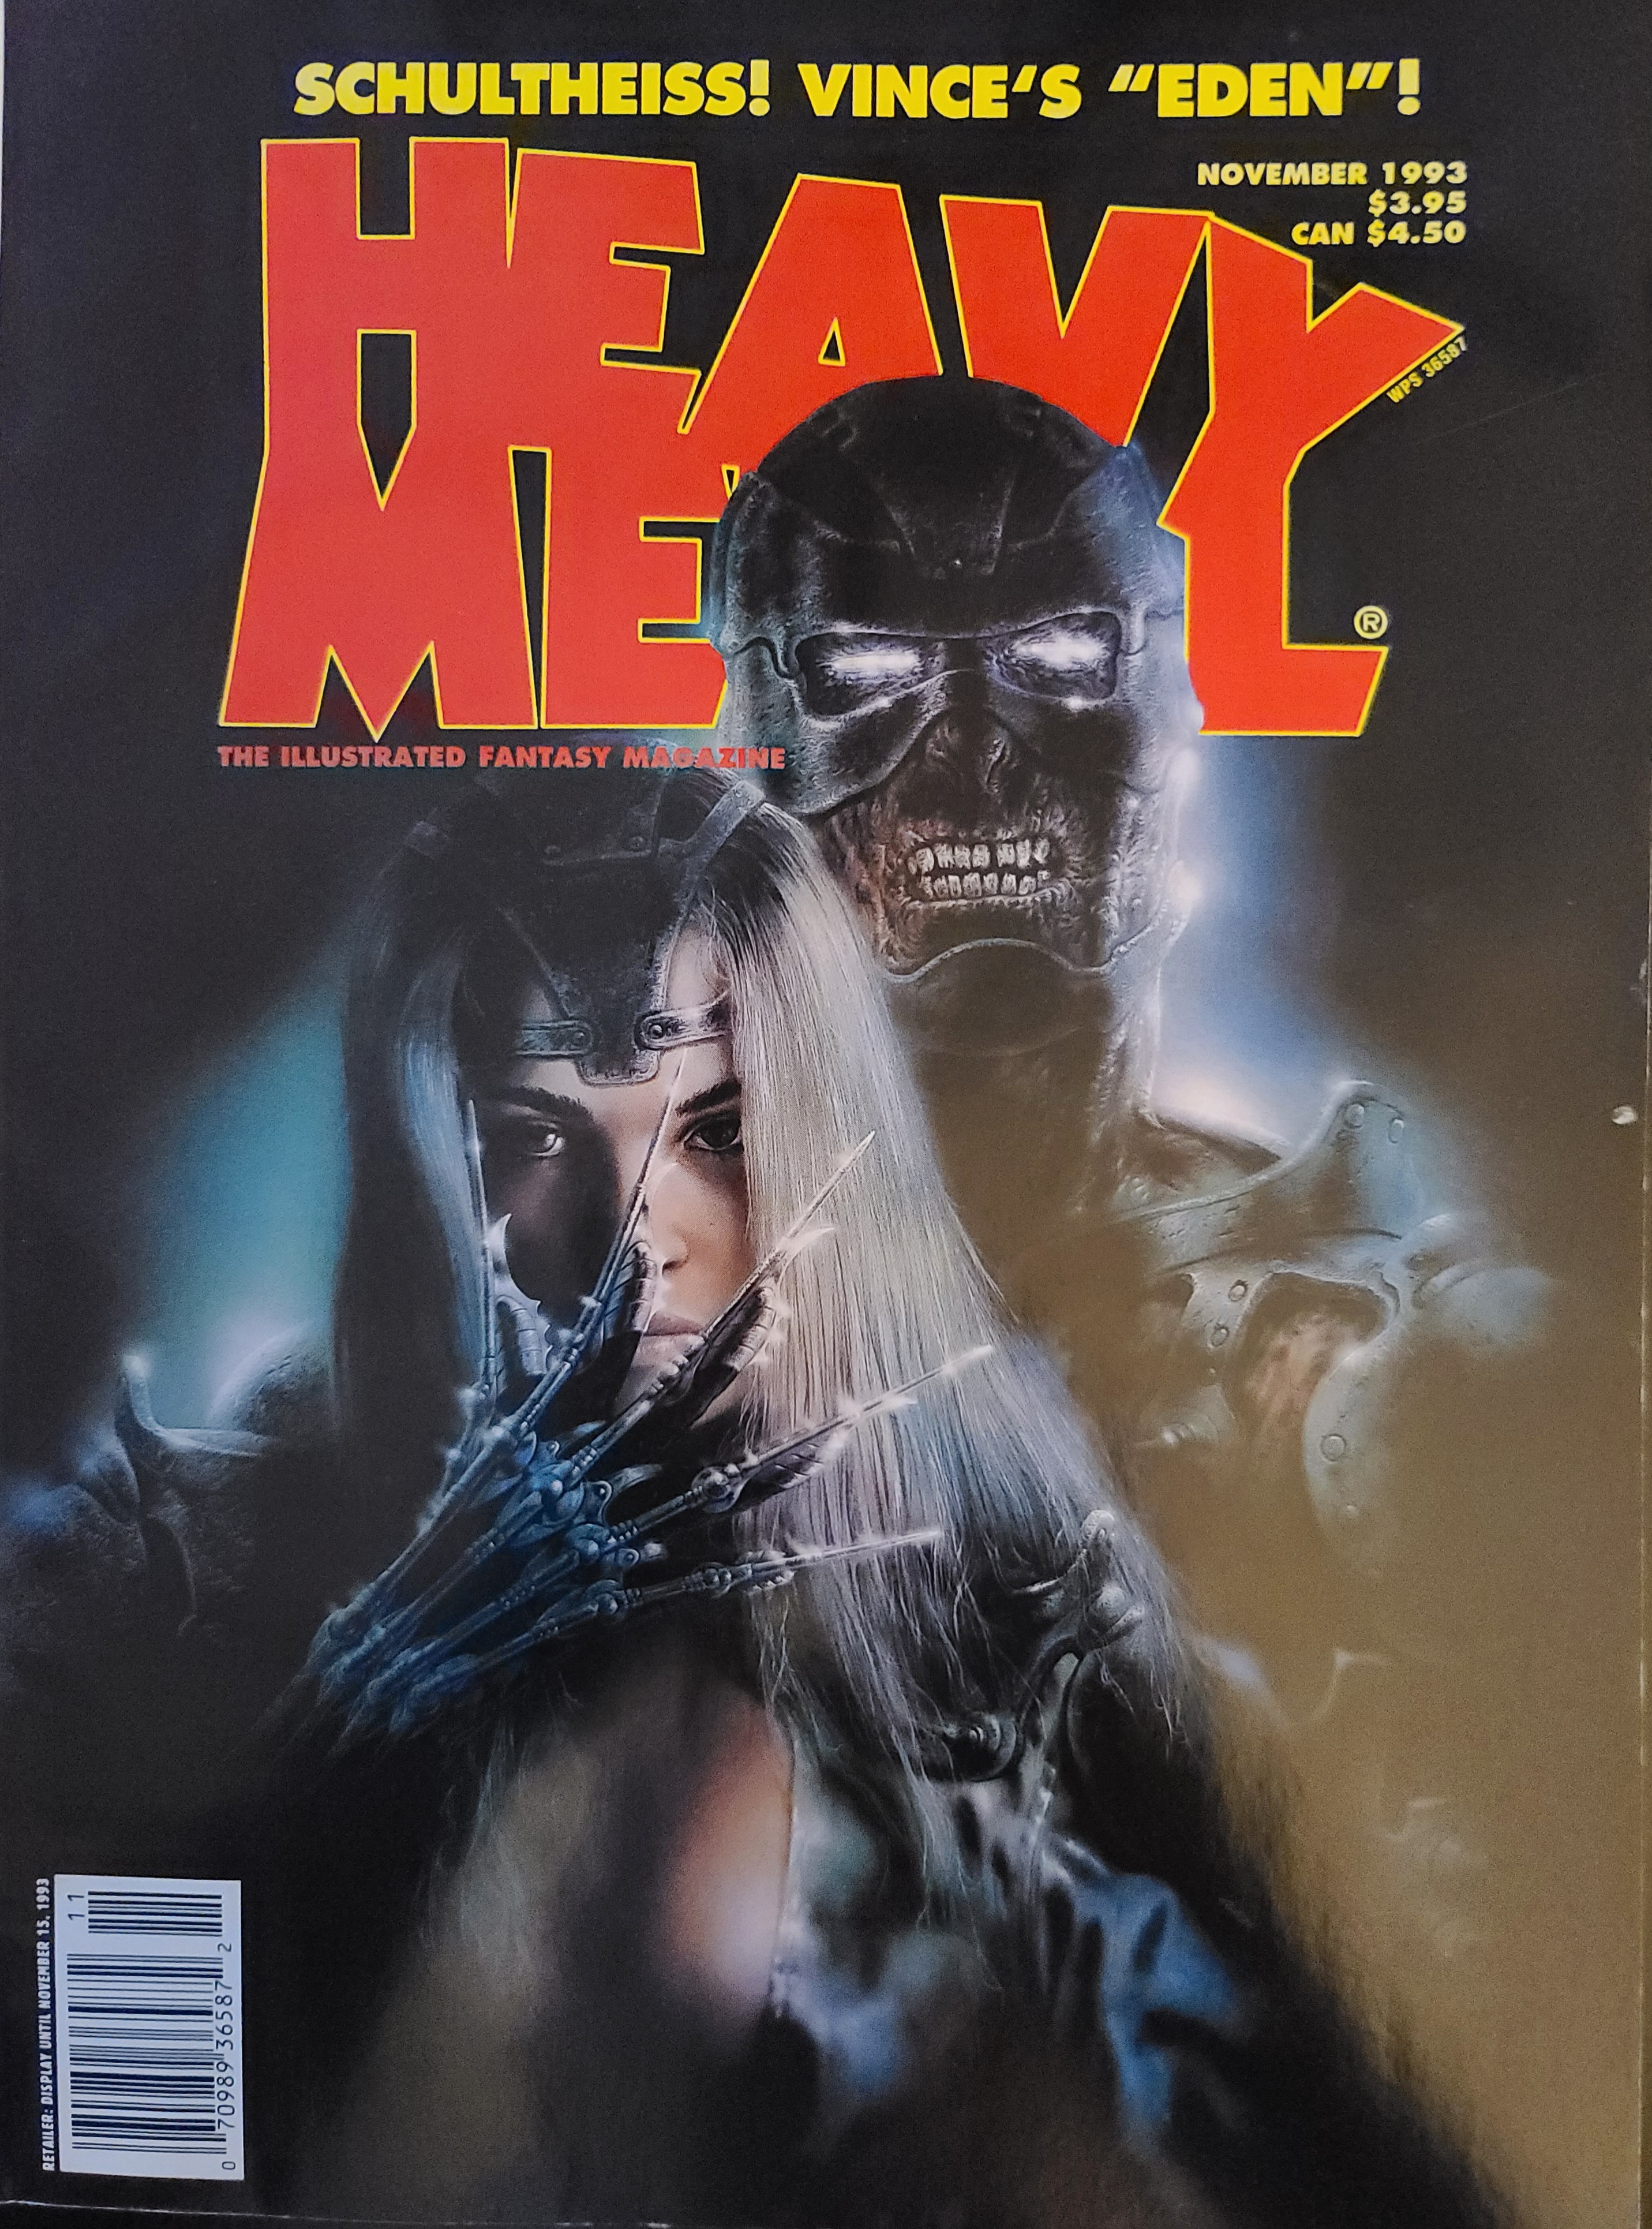 SCHULTHEISS! VINCE'S "EDEN"!
HEAVY
NOVEMBER 1993
$3.95
CAN $4.50
WPS 36587
METAL
®
THE ILLUSTRATED FANTASY MAGAZINE
RETAILER: DISPLAY UNTIL NOVEMBER 15, 1993
11
0 70989 36587 2